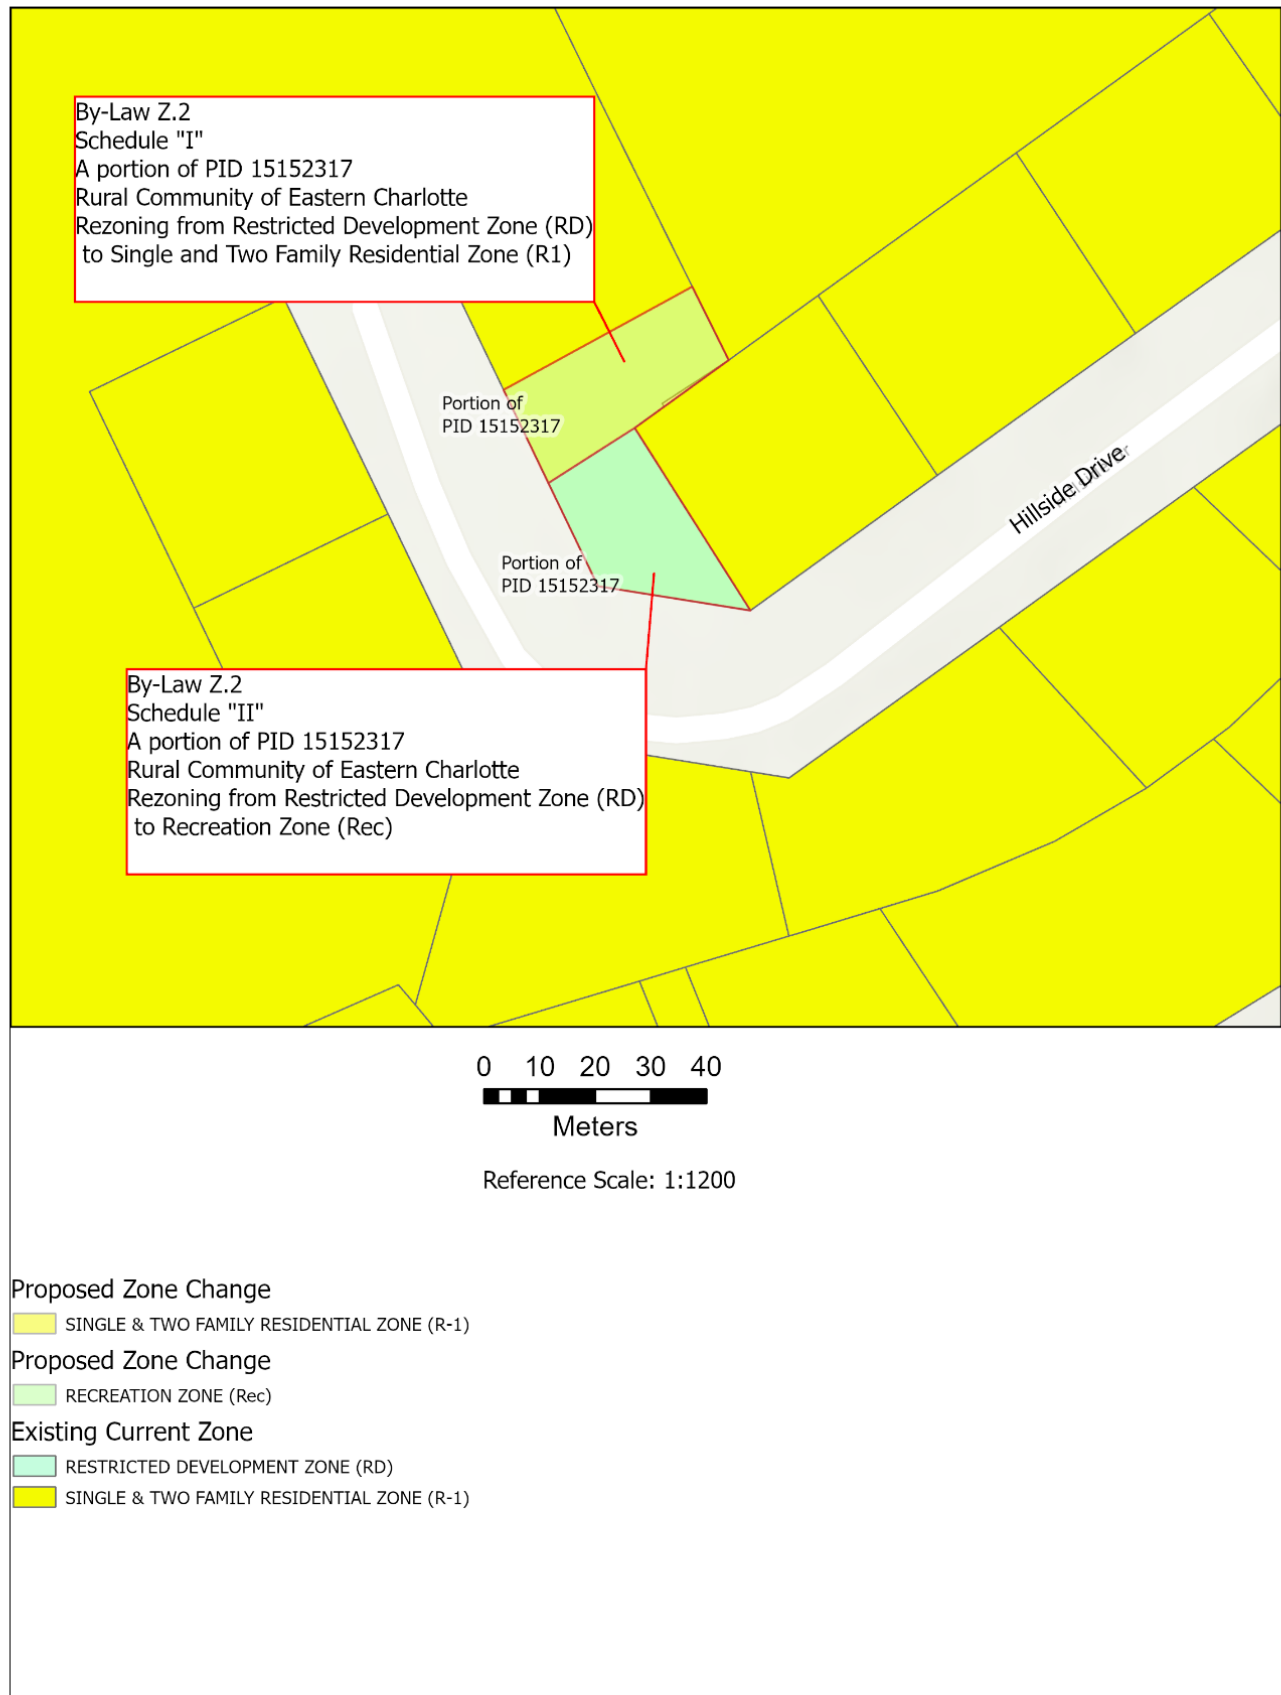 By-Law Z.2
Schedule "I"
A portion of PID 15152317
Rural Community of Eastern Charlotte
Rezoning from Restricted Development Zone (RD)
to Single and Two Family Residential Zone (R1)
Portion of
PID 15152317
Hillside Drive
Portion of
PID 15152317
By-Law Z.2
Schedule "II"
A portion of PID 15152317
Rural Community of Eastern Charlotte
Rezoning from Restricted Development Zone (RD)
to Recreation Zone (Rec)
0 10 20 30 40
Meters
Reference Scale: 1:1200
Proposed Zone Change
SINGLE & TWO FAMILY RESIDENTIAL ZONE (R-1)
Proposed Zone Change
RECREATION ZONE (Rec)
Existing Current Zone
RESTRICTED DEVELOPMENT ZONE (RD)
SINGLE & TWO FAMILY RESIDENTIAL ZONE (R-1)